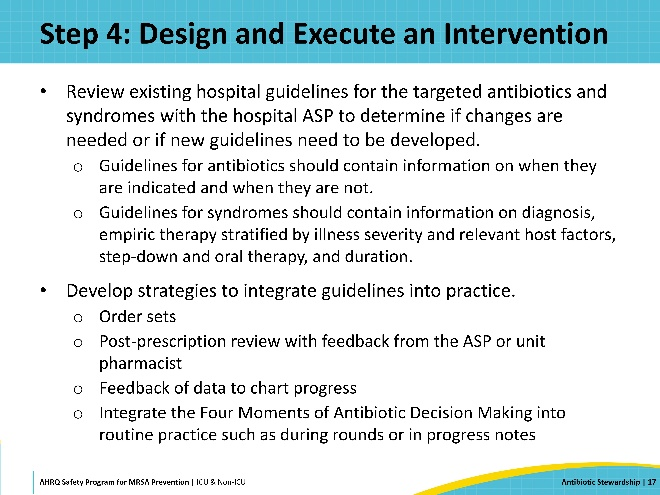 Step 4: Design and Execute an Intervention
• Review existing hospital guidelines for the targeted antibiotics and
syndromes with the hospital ASP to determine if changes are
needed or if new guidelines need to be developed.
o Guidelines for antibiotics should contain information on when they
are indicated and when they are not.
o Guidelines for syndromes should contain information on diagnosis,
empiric therapy stratified by illness severity and relevant host factors,
step-down and oral therapy, and duration.
• Develop strategies to integrate guidelines into practice.
o Order sets
o Post-prescription review with feedback from the ASP or unit
pharmacist
o Feedback of data to chart progress
o Integrate the Four Moments of Antibiotic Decision Making into
routine practice such as during rounds or in progress notes
AHRQ Safety Program for MRSA Prevention | ICU & Non-ICU
Antibiotic Stewardship | 17